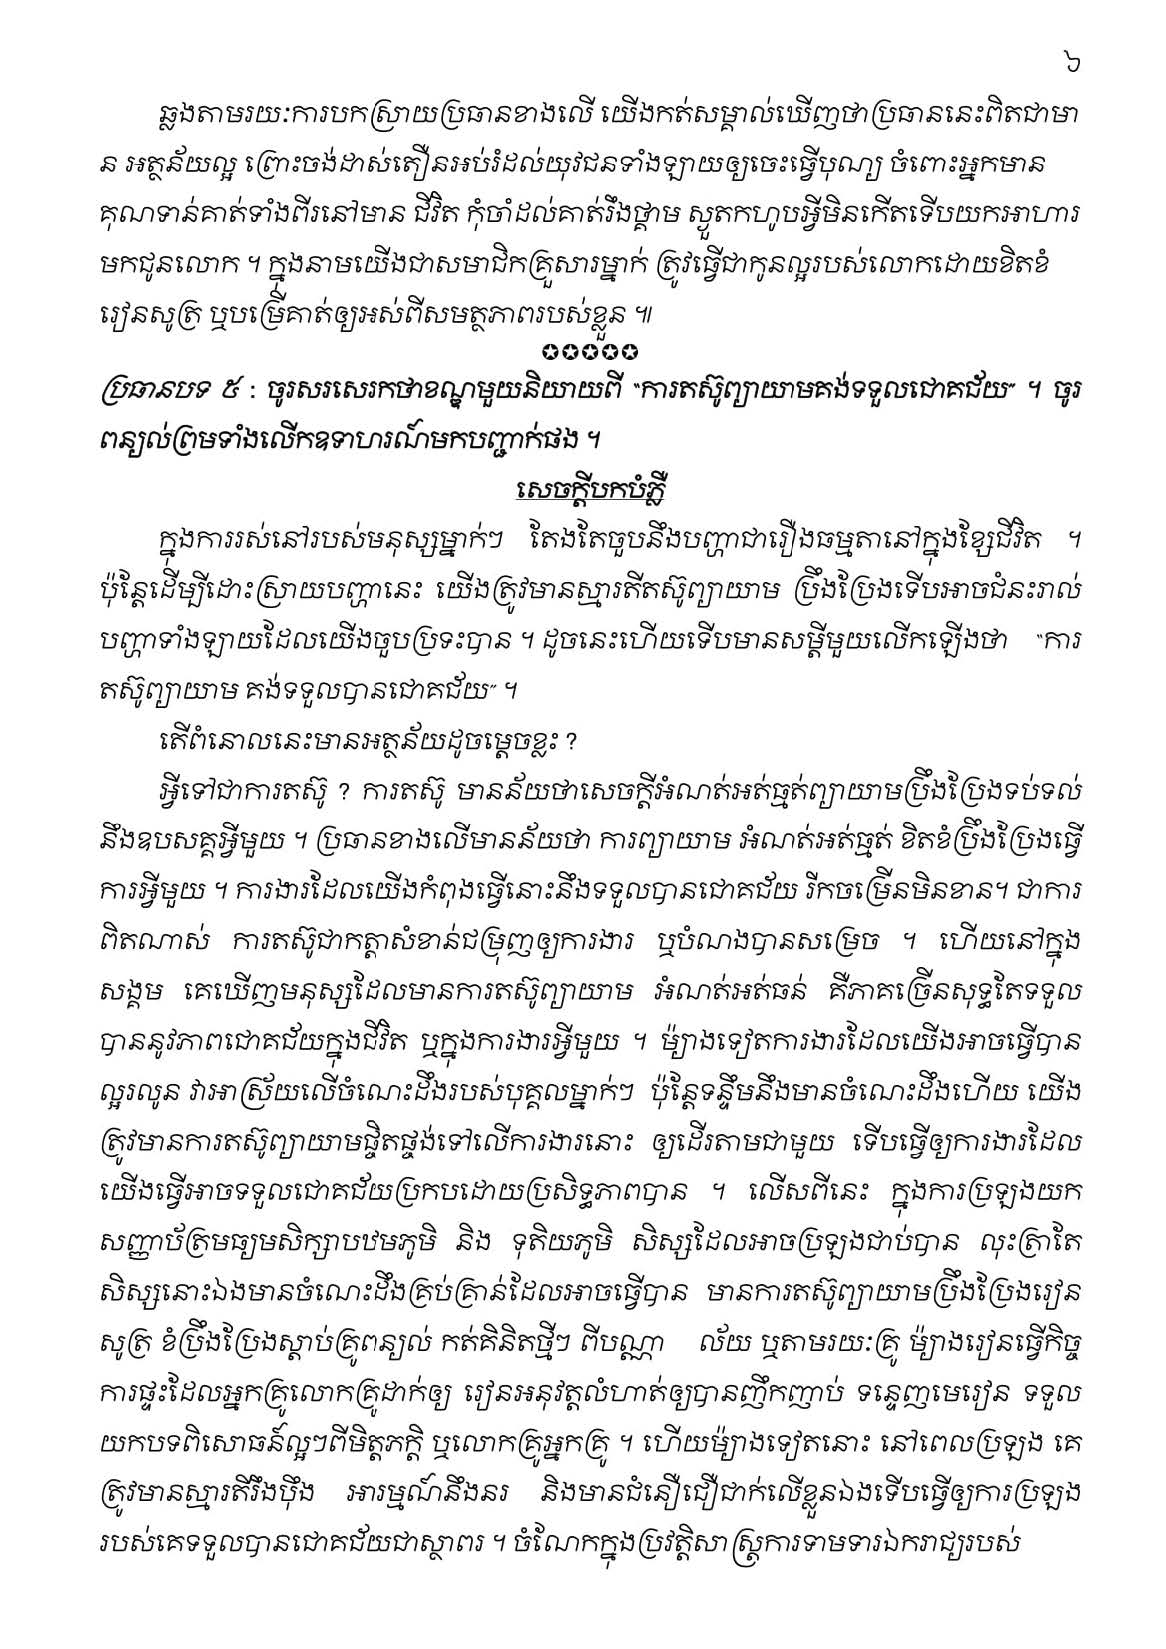 ៦
ឆ្លងតាមរយៈការបកស្រាយប្រធានខាងលើ យើងកត់សម្គាល់ឃើញថាប្រធាននេះពិតជាមា
ន អត្ថន័យល្អ ព្រោះចង់ដាស់តឿនអប់រំដល់យុវជនទាំងឡាយឲ្យចេះធ្វើបុណ្យ ចំពោះអ្នកមាន
គុណទាន់គាត់ទាំងពីរនៅមាន ជីវិត កុំចាំដល់គាត់រឹងថ្គាម ស្ងួតកហូបអ្វីមិនកើតទើបយកអាហារ
មកជូនលោក ។ ក្នុងនាមយើងជាសមាជិកគ្រួសារម្នាក់ ត្រូវធ្វើជាកូនល្អរបស់លោកដោយខិតខំ
រៀនសូត្រ ឬបម្រើគាត់ឲ្យអស់ពីសមត្ថភាពរបស់ខ្លួន ៕
✪✪✪✪✪
ប្រធានបទ ៥ : ចូរសរសេរកថាខណ្ឌមួយនិយាយពី “ការតស៊ូព្យាយាមគង់ទទួលជោគជ័យ” ។ ចូរ
ពន្យល់ព្រមទាំងលើកឧទាហរណ៍មកបញ្ជាក់ផង ។
សេចក្ដីបកបំភ្លឺ
ក្នុងការរស់នៅរបស់មនុស្សម្នាក់ៗ តែងតែចួបនឹងបញ្ហាជារឿងធម្មតានៅក្នុងខ្សែជីវិត ។
ប៉ុន្តែដើម្បីដោះស្រាយបញ្ហានេះ យើងត្រូវមានស្មារតីតស៊ូព្យាយាម ប្រឹងប្រែងទើបអាចជំនះរាល់
បញ្ហាទាំងឡាយដែលយើងចួបប្រទះបាន ។ ដូចនេះហើយទើបមានសម្ដីមួយលើកឡើងថា “ការ
តស៊ូព្យាយាម គង់ទទួលបានជោគជ័យ” ។
តើពំនោលនេះមានអត្ថន័យដូចម្ដេចខ្លះ ?
អ្វីទៅជាការតស៊ូ ? ការតស៊ូ មានន័យថាសេចក្ដីអំណត់អត់ធ្មត់ព្យាយាមប្រឹងប្រែងទប់ទល់
នឹងឧបសគ្គអ្វីមួយ ។ ប្រធានខាងលើមានន័យថា ការព្យាយាម អំណត់អត់ធ្មត់ ខិតខំប្រឹងប្រែងធ្វើ
ការអ្វីមួយ ។ ការងារដែលយើងកំពុងធ្វើនោះនឹងទទួលបានជោគជ័យ រីកចម្រើនមិនខាន។ ជាការ
ពិតណាស់ ការតស៊ូជាកត្តាសំខាន់ជម្រុញឲ្យការងារ ឬបំណងបានសម្រេច ។ ហើយនៅក្នុង
សង្គម គេឃើញមនុស្សដែលមានការតស៊ូព្យាយាម អំណត់អត់ធន់ គឺភាគច្រើនសុទ្ធតែទទួល
បាននូវភាពជោគជ័យក្នុងជីវិត ឬក្នុងការងារអ្វីមួយ ។ ម៉្យាងទៀតការងារដែលយើងអាចធ្វើបាន
ល្អរលូន វាអាស្រ័យលើចំណេះដឹងរបស់បុគ្គលម្នាក់ៗ ប៉ុន្តែទន្ទឹមនឹងមានចំណេះដឹងហើយ យើង
ត្រូវមានការតស៊ូព្យាយាមផ្ចិតផ្ចង់ទៅលើការងារនោះ ឲ្យដើរតាមជាមួយ ទើបធ្វើឲ្យការងារដែល
យើងធ្វើអាចទទួលជោគជ័យប្រកបដោយប្រសិទ្ធភាពបាន ។ លើសពីនេះ ក្នុងការប្រឡងយក
សញ្ញាប័ត្រមធ្យមសិក្សាបឋមភូមិ និង ទុតិយភូមិ សិស្សដែលអាចប្រឡងជាប់បាន លុះត្រាតែ
សិស្សនោះឯងមានចំណេះដឹងគ្រប់គ្រាន់ដែលអាចធ្វើបាន មានការតស៊ូព្យាយាមប្រឹងប្រែងរៀន
សូត្រ ខំប្រឹងប្រែងស្ដាប់គ្រូពន្យល់ កត់គិនិតថ្មីៗ ពីបណ្ណា ល័យ ឬតាមរយៈគ្រូ ម៉្យាងរៀនធ្វើកិច្ច
ការផ្ទះដែលអ្នកគ្រូលោកគ្រូដាក់ឲ្យ រៀនអនុវត្តលំហាត់ឲ្យបានញឹកញាប់ ទន្ទេញមេរៀន ទទួល
យកបទពិសោធន៍ល្អៗពីមិត្តភក្តិ ឬលោកគ្រូអ្នកគ្រូ ។ ហើយម៉្យាងទៀតនោះ នៅពេលប្រឡង គេ
ត្រូវមានស្មារតីរឹងប៉ឹង អារម្មណ៍នឹងនរ និងមានជំនឿជឿជាក់លើខ្លួនឯងទើបធ្វើឲ្យការប្រឡង
របស់គេទទួលបានជោគជ័យជាស្ថាពរ ។ ចំណែកក្នុងប្រវត្តិសាស្ត្រការទាមទារឯករាជ្យរបស់